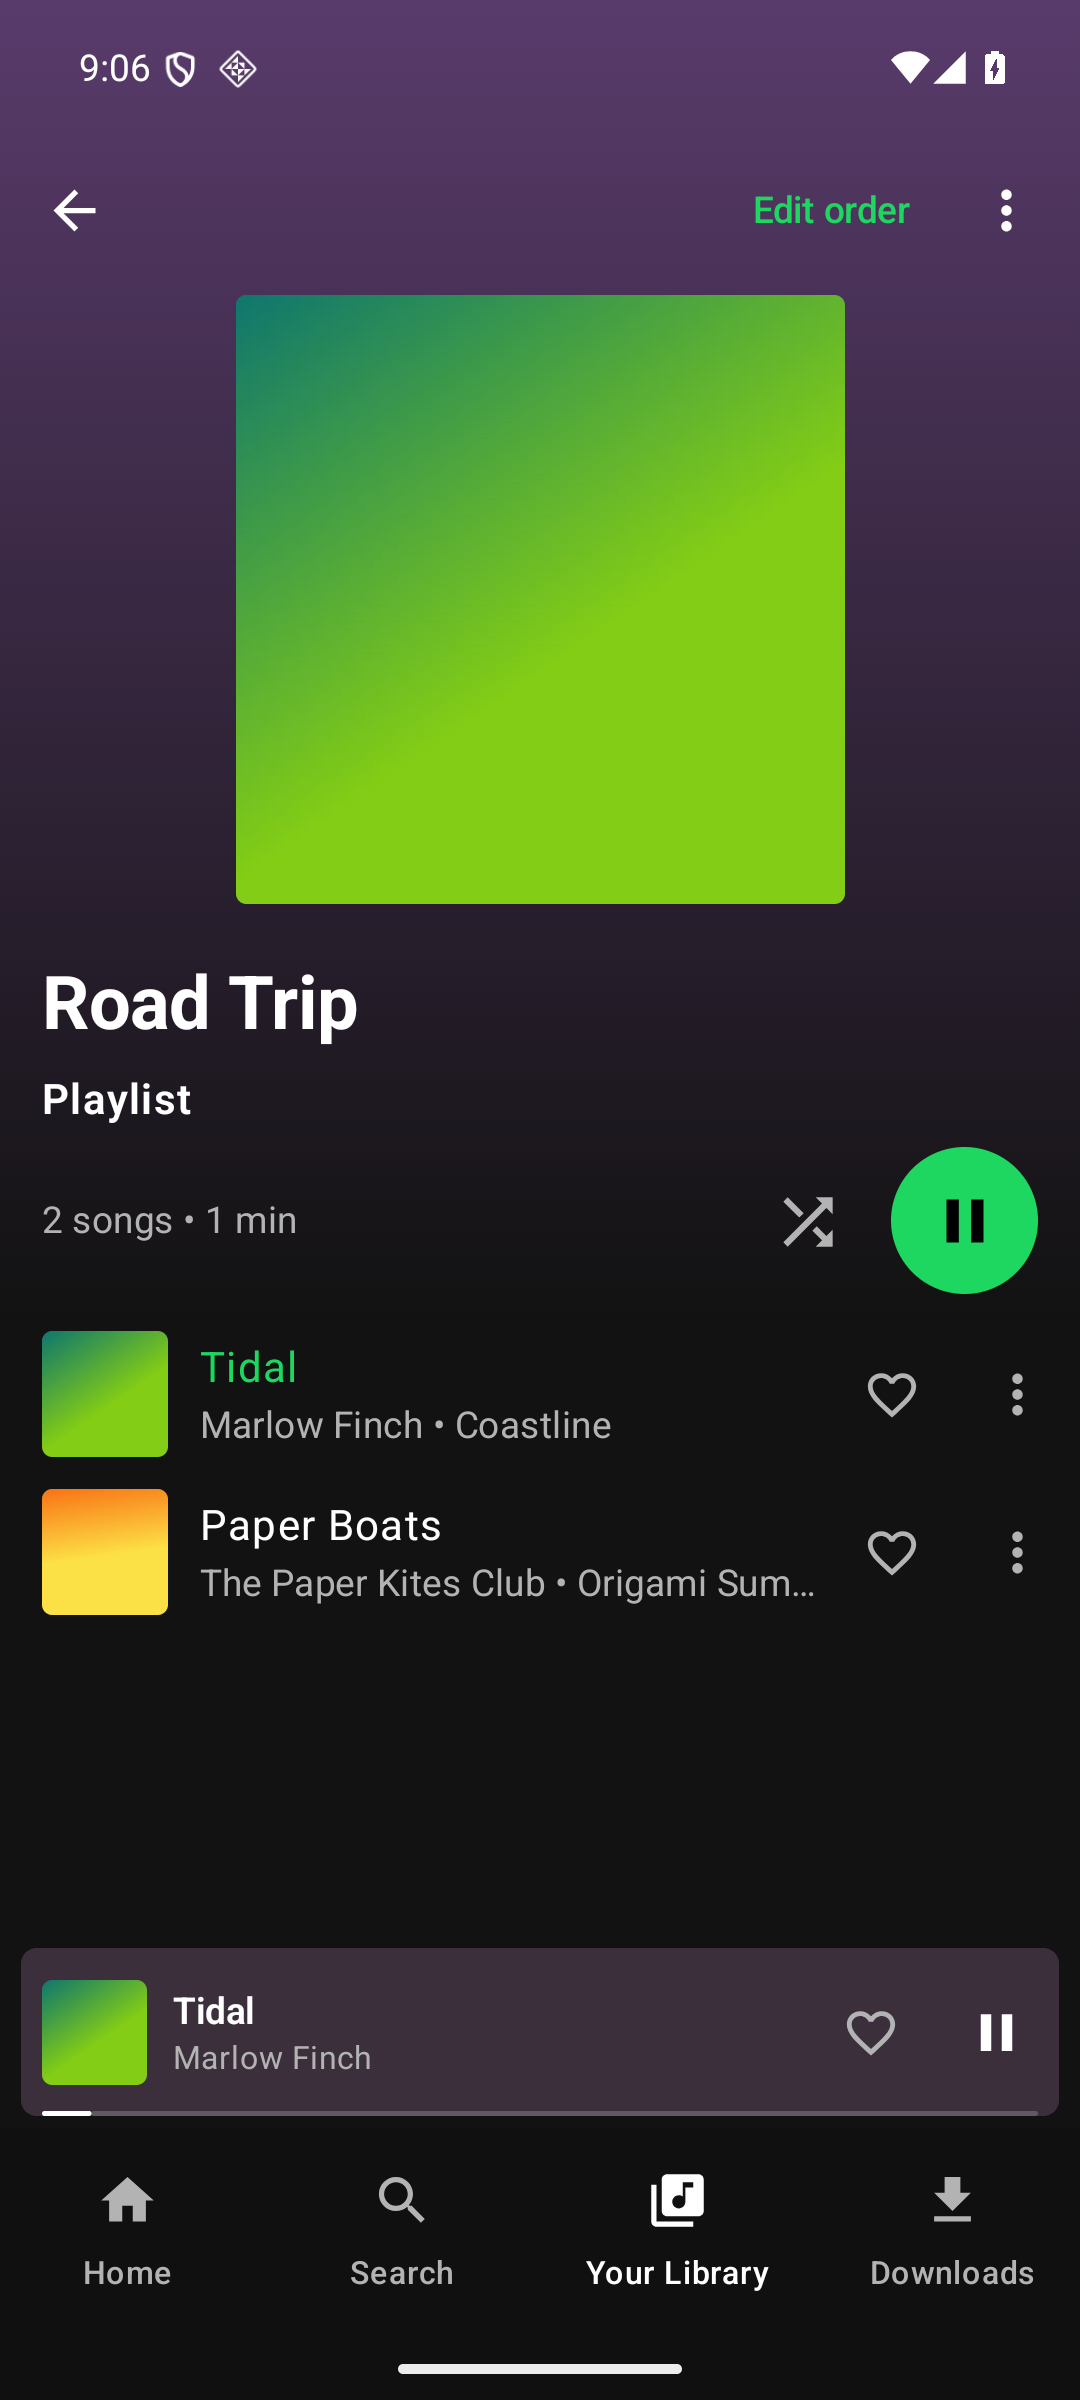 9:06
Edit order
Road Trip
Playlist
2 songs • 1 min
Tidal
Marlow Finch • Coastline
Paper Boats
The Paper Kites Club • Origami Sum...
Tidal
Marlow Finch
Home
Search
Your Library
Downloads